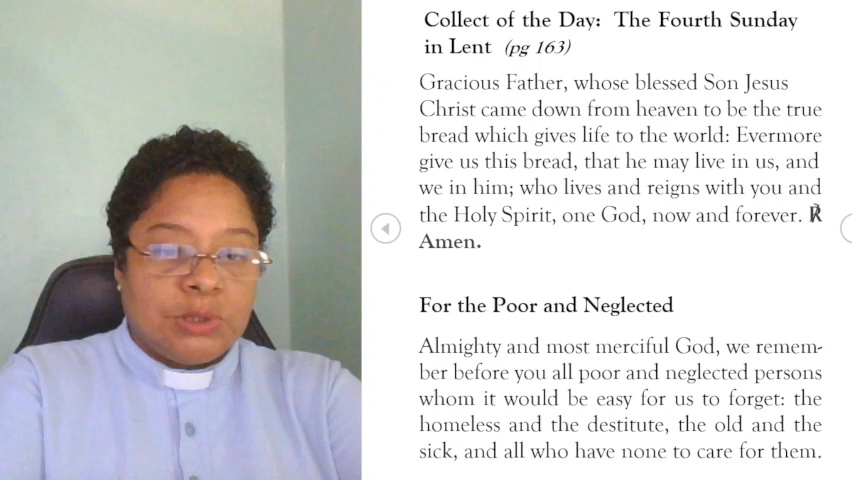 Collect of the Day: The Fourth Sunday
in Lent (pg 163)
Gracious Father, whose blessed Son Jesus
Christ came down from heaven to be the true
bread which gives life to the world: Evermore
give us this bread, that he may live in us, and
we in him; who lives and reigns with you and
the Holy Spirit, one God, now and forever. ℟
Amen.
For the Poor and Neglected
Almighty and most merciful God, we remem-
ber before you all poor and neglected persons
whom it would be easy for us to forget: the
homeless and the destitute, the old and the
sick, and all who have none to care for them.